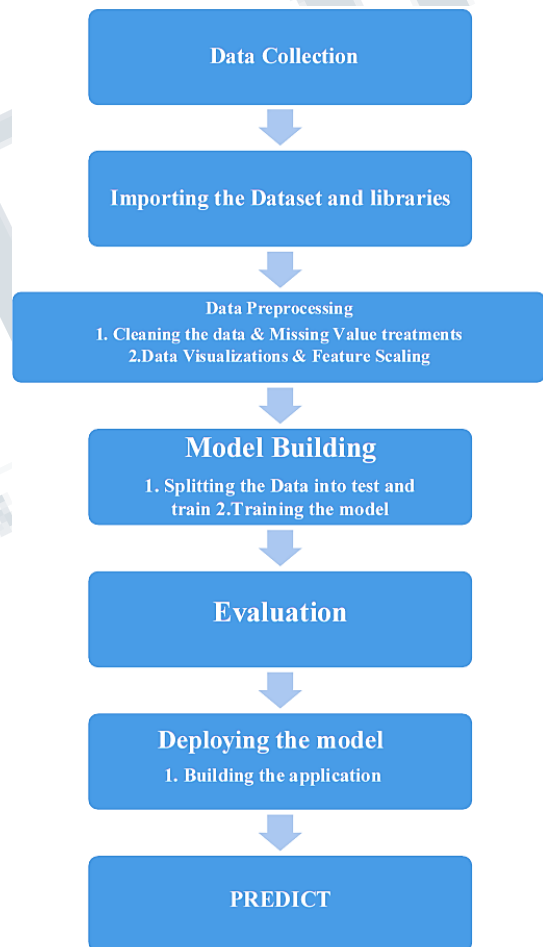 Data Collection
Importing the Dataset and libraries
Data Preprocessing
1. Cleaning the data & Missing Value treatments
2.Data Visualizations & Feature Scaling
Model Building
1. Splitting the Data into test and
train 2.Training the model
Evaluation
Deploying the model
1. Building the application
PREDICT